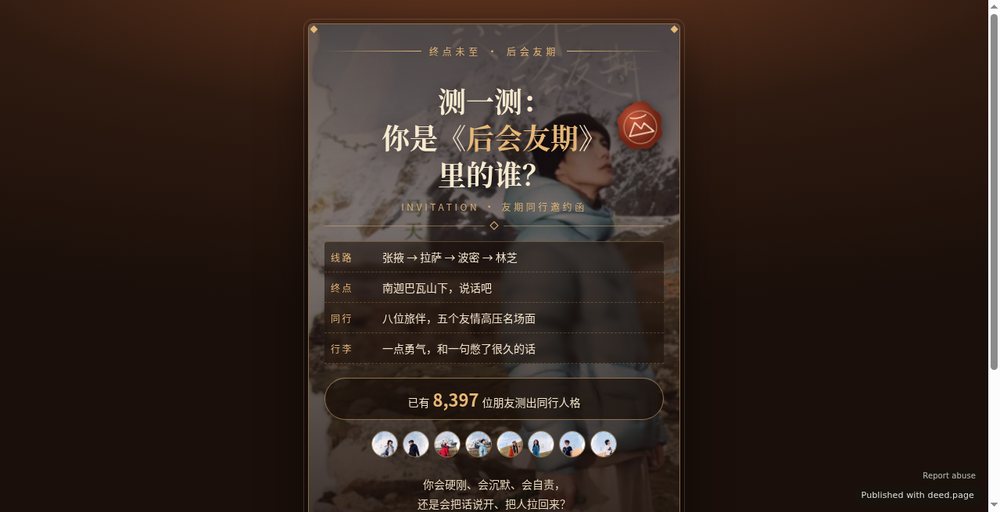 终点未至 · 后会友期
测一测：
你是《后会友期》
里的谁？
INVITATION · 友期同行邀约函
线路 张掖 → 拉萨 → 波密 → 林芝
终点 南迦巴瓦山下，说话吧
同行 八位旅伴，五个友情高压名场面
行李 一点勇气，和一句憋了很久的话
已有 8,397 位朋友测出同行人格
你会硬刚、会沉默、会自责，
还是会把话说开、把人拉回来？
Report abuse
Published with deed.page